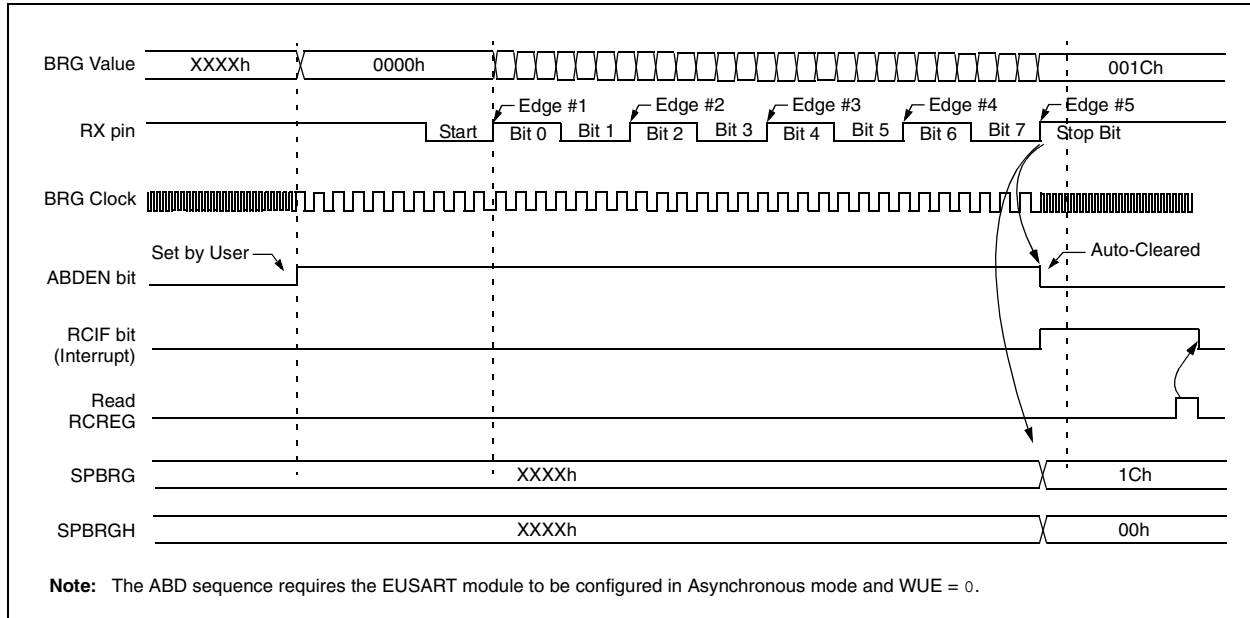 BRG Value XXXXh 0000h 001Ch
Edge #1 Edge #2 Edge #3 Edge #4 Edge #5
RX pin Start Bit 0 Bit 1 Bit 2 Bit 3 Bit 4 Bit 5 Bit 6 Bit 7 Stop Bit
BRG Clock
Set by User Auto-Cleared
ABDEN bit
RCIF bit
(Interrupt)
Read
RCREG
SPBRG XXXXh 1Ch
SPBRGH XXXXh 00h
Note: The ABD sequence requires the EUSART module to be configured in Asynchronous mode and WUE = 0.